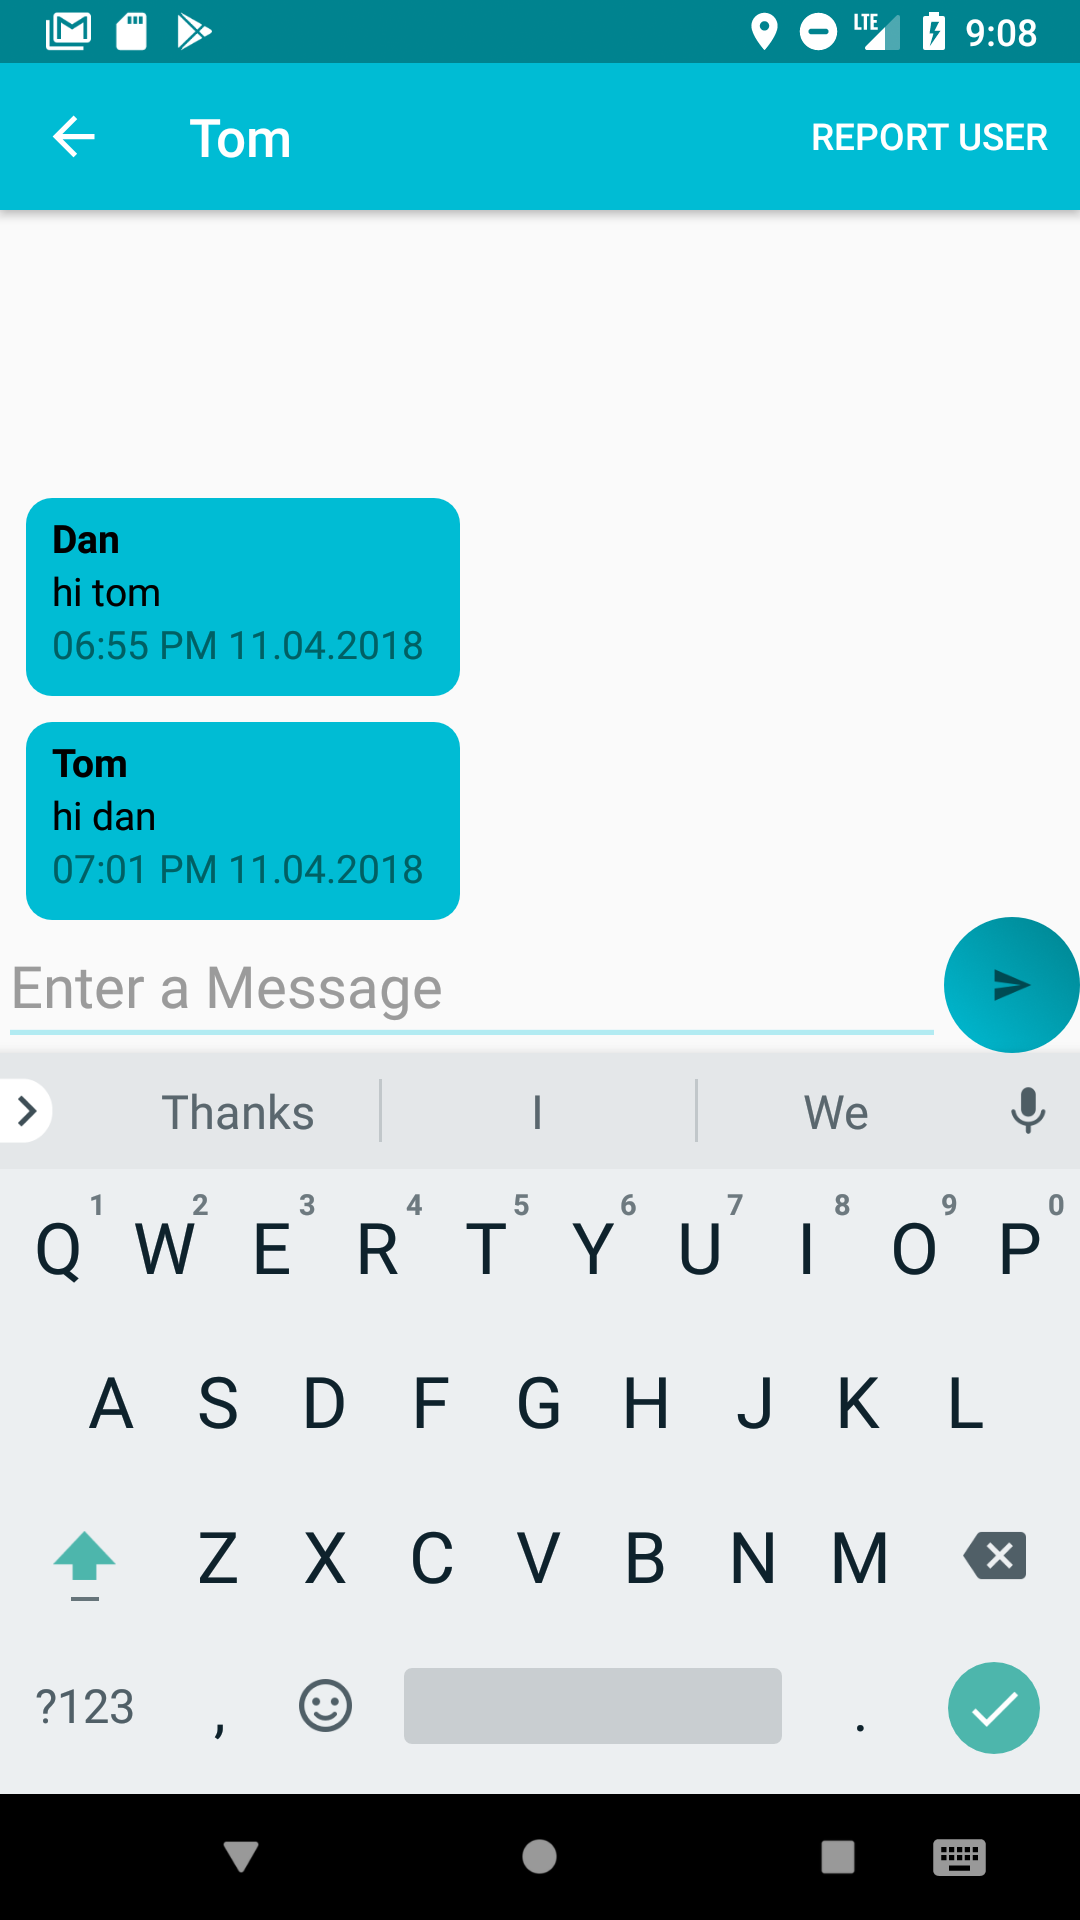 LTE 9:08
Tom REPORT USER
Dan
hi tom
06:55 PM 11.04.2018
Tom
hi dan
07:01 PM 11.04.2018
Enter a Message
Thanks I We
1 2 3 4 5 6 7 8 9 0
Q W E R T Y U I O P
A S D F G H J K L
Z X C V B N M
?123 , .